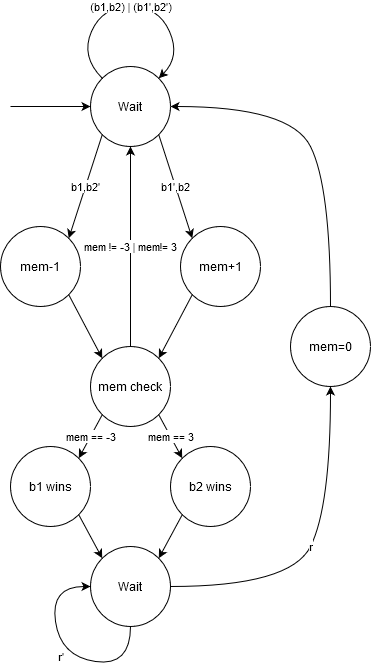 (b1,b2) | (b1',b2')
Wait
b1,b2'
b1',b2
mem != -3 | mem!= 3
mem-1
mem+1
mem=0
mem check
mem == -3
mem == 3
b1 wins
b2 wins
r
Wait
r'